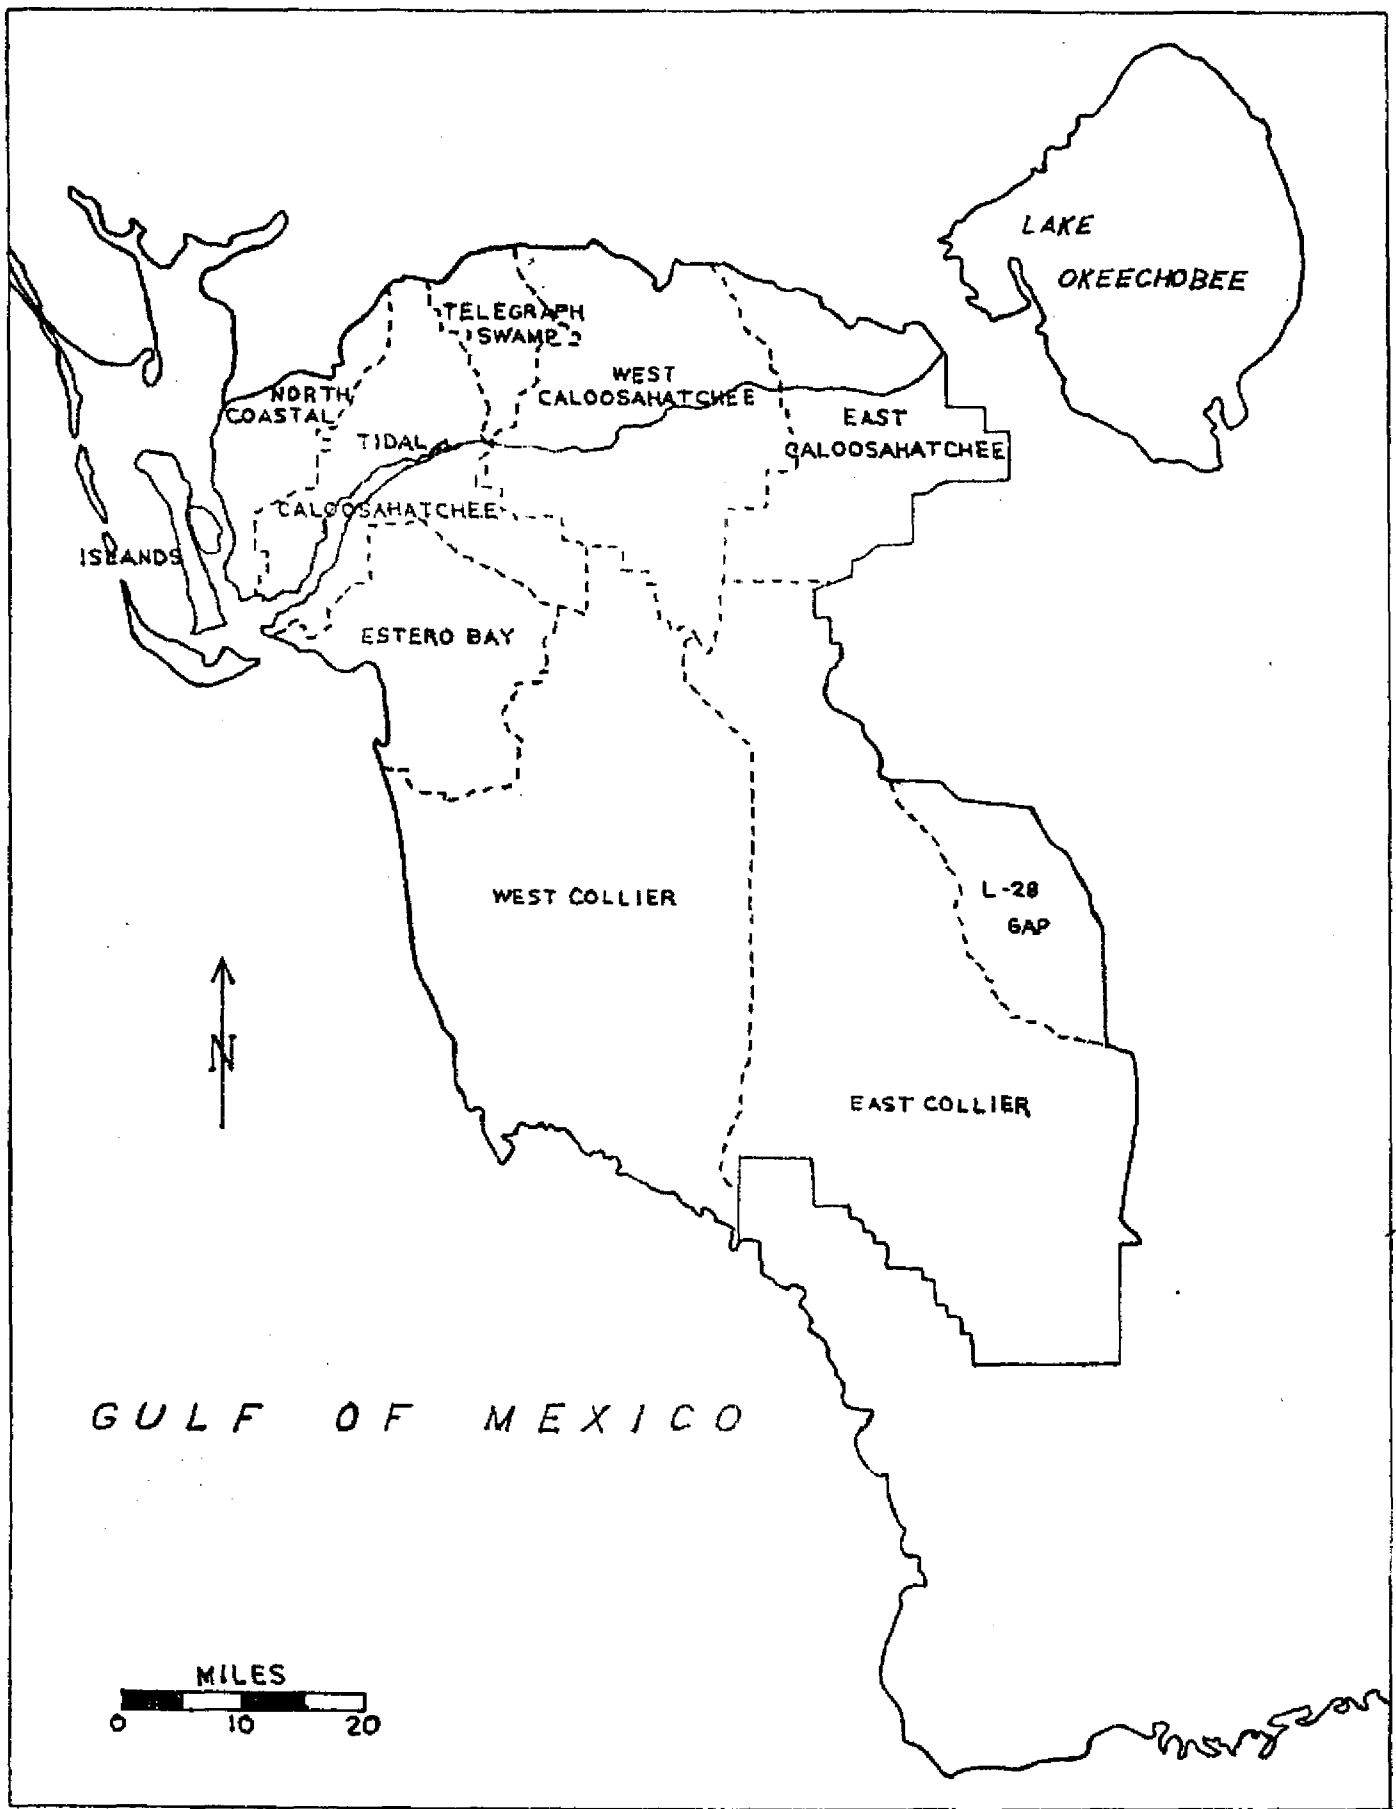 LAKE
OKEECHOBEE
TELEGRAPH
SWAMP
WEST
CALOOSAHATCHEE
NORTH
COASTAL
EAST
CALOOSAHATCHEE
TIDAL
CALOOSAHATCHEE
ISLANDS
ESTERO BAY
WEST COLLIER
L-28
GAP
N
EAST COLLIER
GULF OF MEXICO
MILES
0 10 20